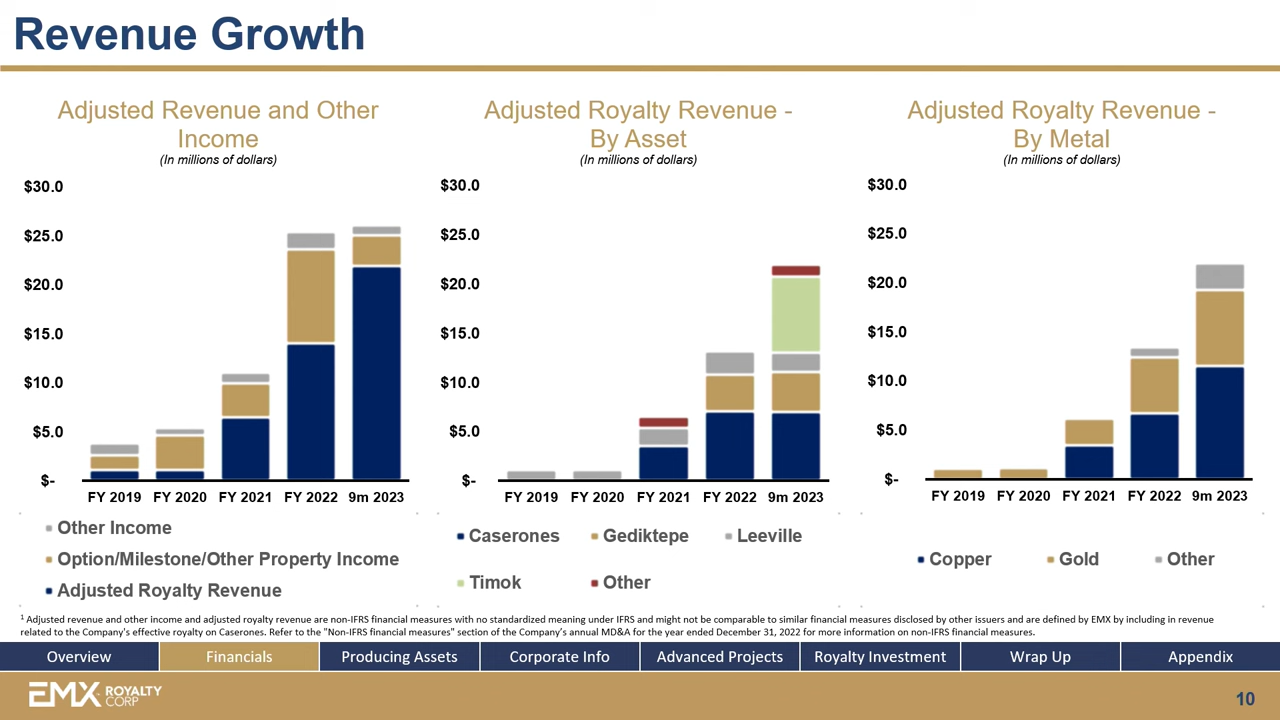 Revenue Growth
Adjusted Revenue and Other
Income
(In millions of dollars)
$30.0
$25.0
$20.0
$15.0
$10.0
$5.0
$-
FY 2019 FY 2020 FY 2021 FY 2022 9m 2023
Other Income
Option/Milestone/Other Property Income
Adjusted Royalty Revenue
Adjusted Royalty Revenue -
By Asset
(In millions of dollars)
$30.0
$25.0
$20.0
$15.0
$10.0
$5.0
$-
FY 2019 FY 2020 FY 2021 FY 2022 9m 2023
Caserones Gediktepe Leeville
Timok Other
Adjusted Royalty Revenue -
By Metal
(In millions of dollars)
$30.0
$25.0
$20.0
$15.0
$10.0
$5.0
$-
FY 2019 FY 2020 FY 2021 FY 2022 9m 2023
Copper Gold Other
1 Adjusted revenue and other income and adjusted royalty revenue are non-IFRS financial measures with no standardized meaning under IFRS and might not be comparable to similar financial measures disclosed by other issuers and are defined by EMX by including in revenue
related to the Company's effective royalty on Caserones. Refer to the "Non-IFRS financial measures" section of the Company's annual MD&A for the year ended December 31, 2022 for more information on non-IFRS financial measures.
Overview Financials Producing Assets Corporate Info Advanced Projects Royalty Investment Wrap Up Appendix
EMX ROYALTY
CORP
10